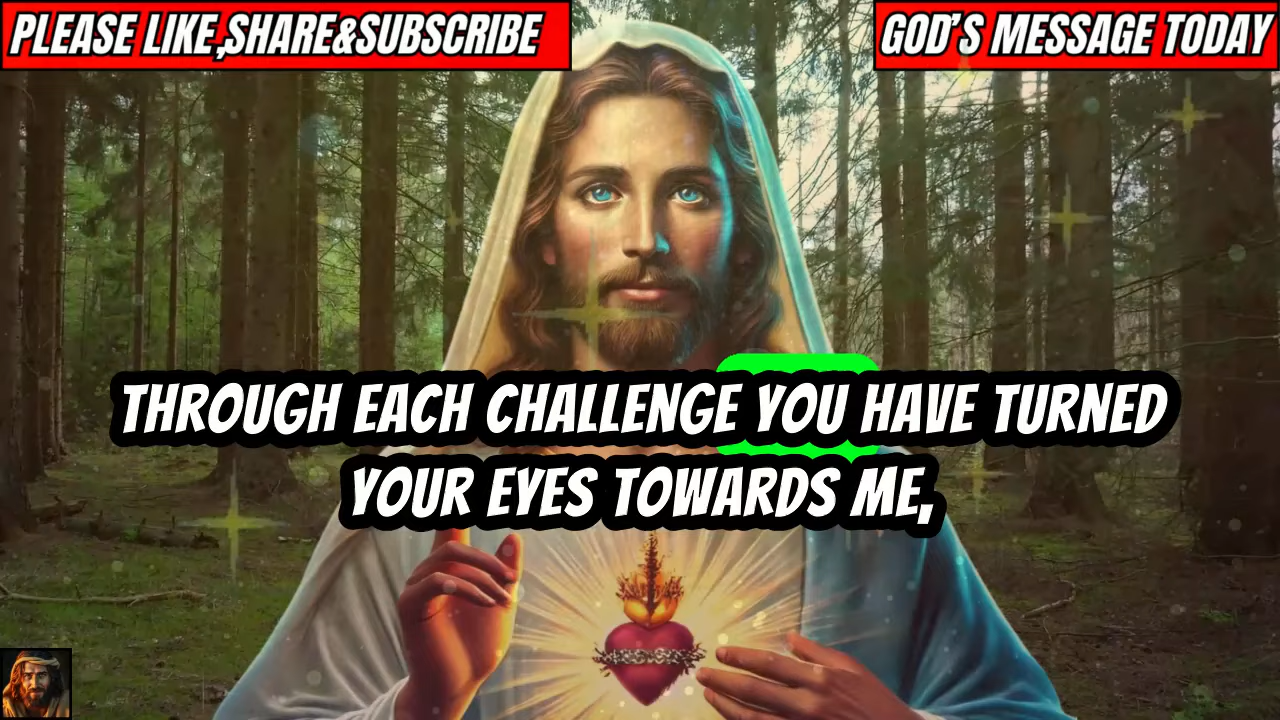 PLEASE LIKE,SHARE&SUBSCRIBE
GOD'S MESSAGE TODAY
THROUGH EACH CHALLENGE YOU HAVE TURNED
YOUR EYES TOWARDS ME,